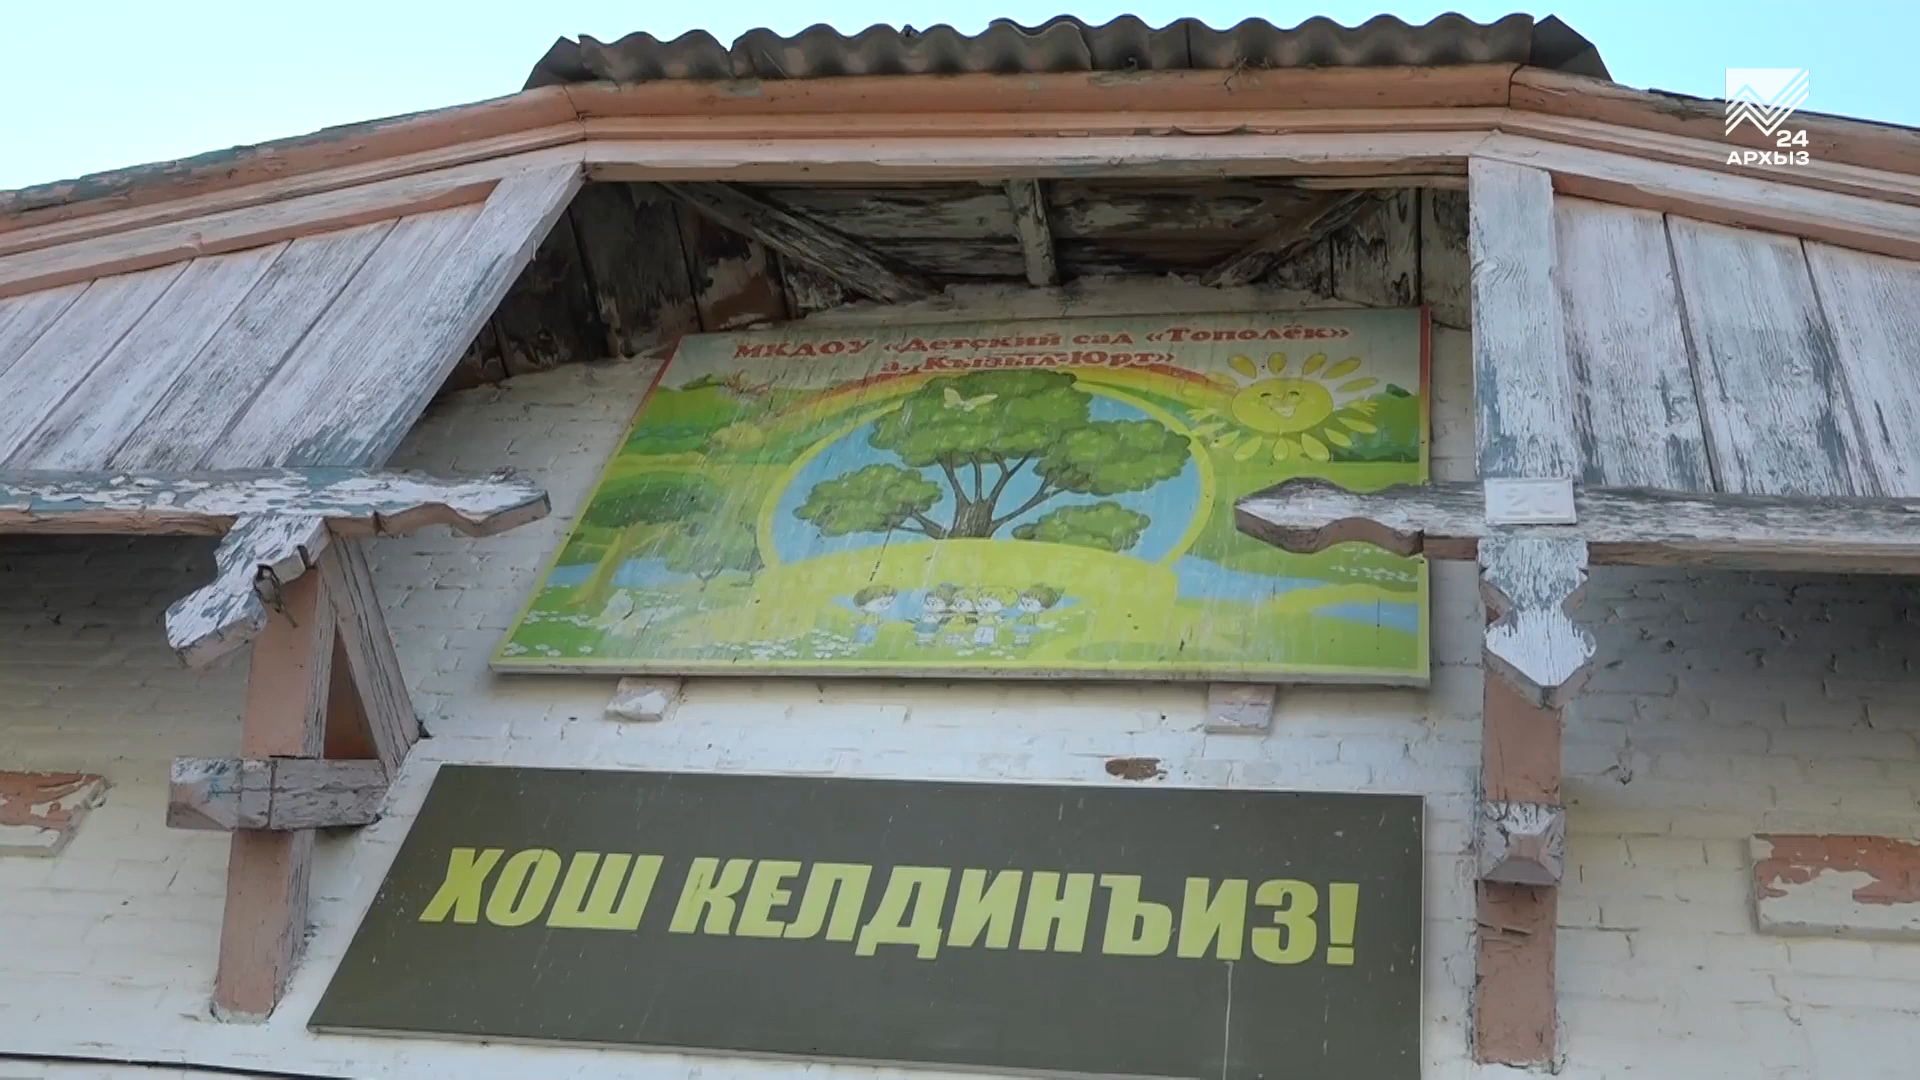 24
АРХЫЗ
МКДОУ «Детский сад «Тополёк»
а. Кызыл-Юрт»
ХОШ КЕЛДИНЪИЗ!